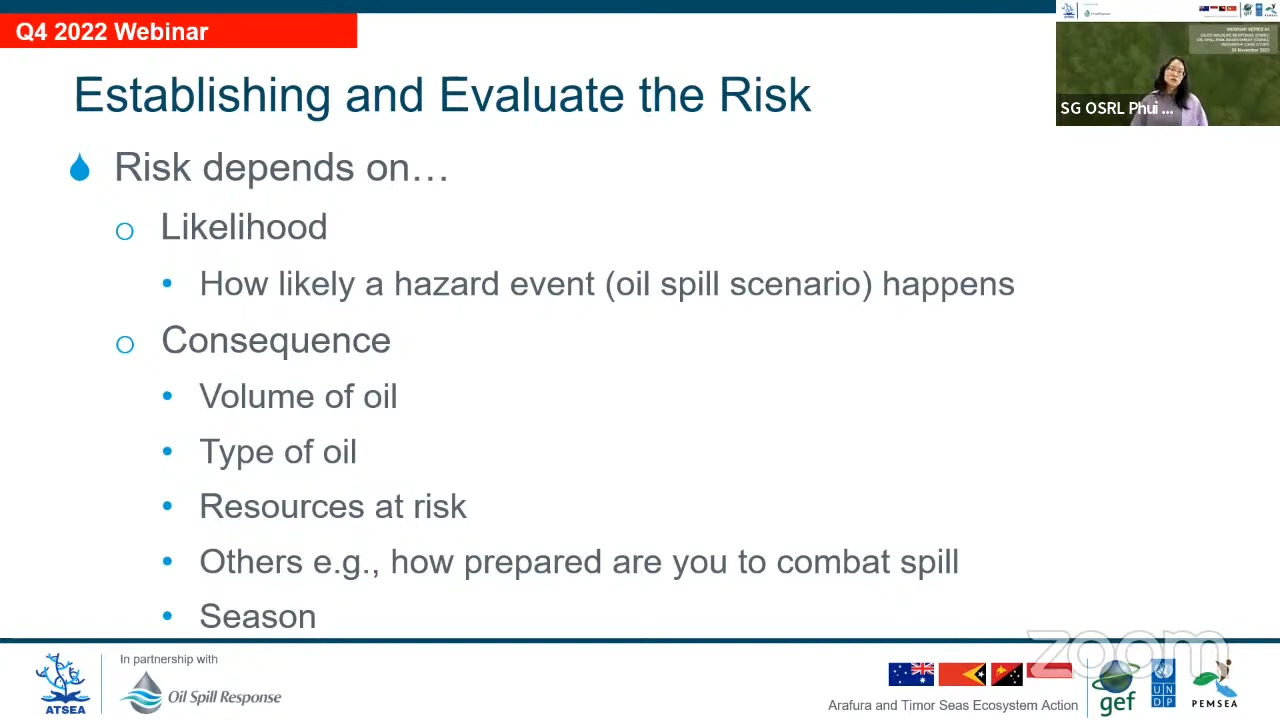 Q4 2022 Webinar
SG OSRL Phui ...
Establishing and Evaluate the Risk
Risk depends on…
o Likelihood
• How likely a hazard event (oil spill scenario) happens
o Consequence
• Volume of oil
• Type of oil
• Resources at risk
• Others e.g., how prepared are you to combat spill
• Season
zoom
ATSEA
In partnership with
Oil Spill Response
Arafura and Timor Seas Ecosystem Action
gef
U N
D P
PEMSEA